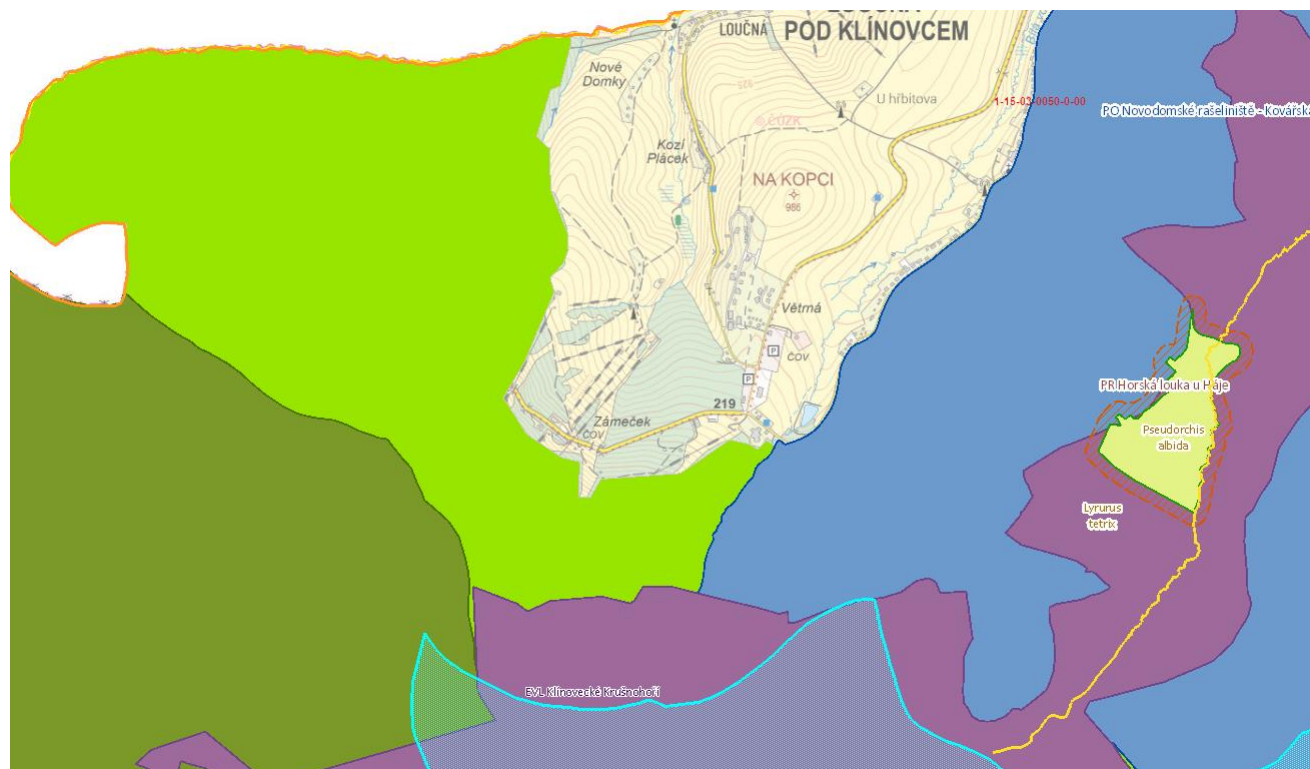 LOUČNÁ
POD KLÍNOVCEM
LOUČNÁ
Nové
Domky
925
U hřbitova
1-15-03-0050-0-00
PO Novodomské rašeliniště - Kovářská
© ČÚZK
Kozí
Plácek
NA KOPCI
986
Větrná
P
ČOV
PR Horská louka u Háje
P
219
Zámeček
ČOV
Pseudorchis
albida
Lyrurus
tetrix
EVL Klínovecké Krušnohoří